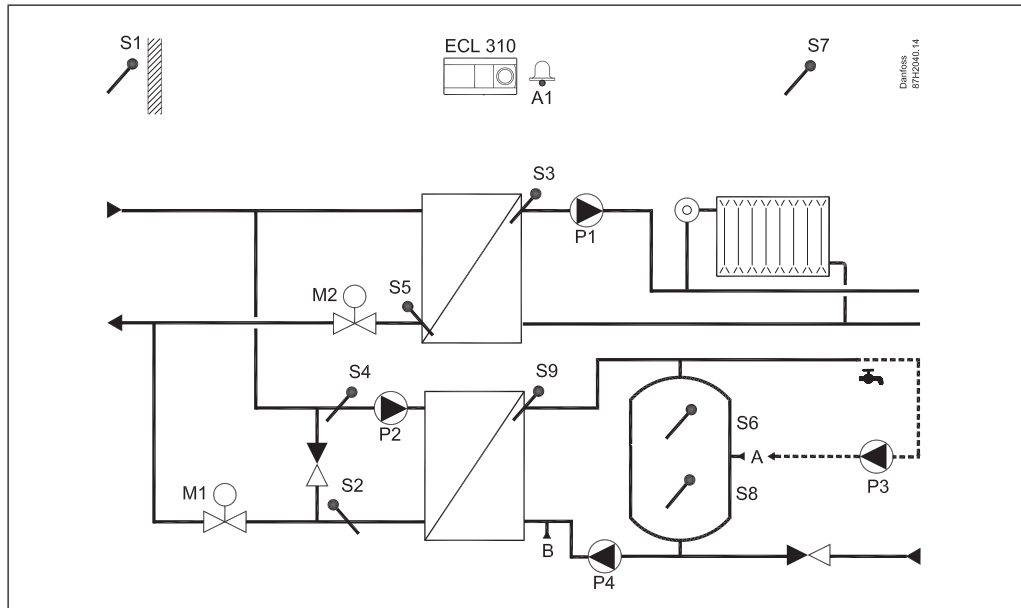 S1
ECL 310
A1
S7
Danfoss
87H2040.14
S3
P1
M2
S5
S4
P2
S9
S6
A
P3
S8
M1
S2
B
P4